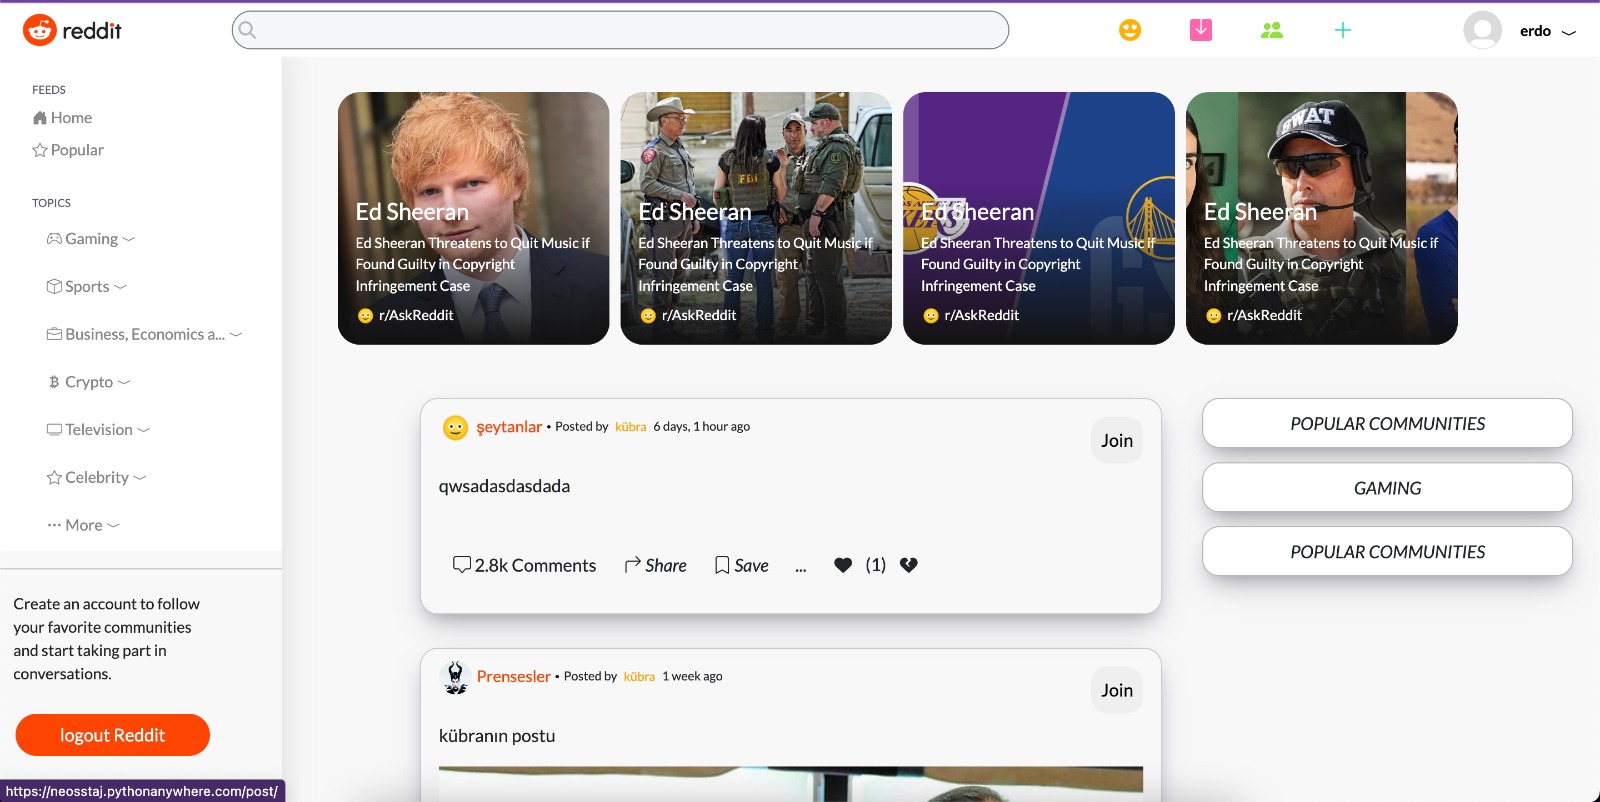 reddit
erdo
FEEDS
Home
Popular
TOPICS
Gaming
Sports
Business, Economics a...
Crypto
Television
Celebrity
... More
Create an account to follow
your favorite communities
and start taking part in
conversations.
logout Reddit
https://neosstaj.pythonanywhere.com/post/
Ed Sheeran
Ed Sheeran Threatens to Quit Music if
Found Guilty in Copyright
Infringement Case
r/AskReddit
FBI
Ed Sheeran
Ed Sheeran Threatens to Quit Music if
Found Guilty in Copyright
Infringement Case
r/AskReddit
Ed Sheeran
Ed Sheeran Threatens to Quit Music if
Found Guilty in Copyright
Infringement Case
r/AskReddit
SWAT
Ed Sheeran
Ed Sheeran Threatens to Quit Music if
Found Guilty in Copyright
Infringement Case
r/AskReddit
şeytanlar • Posted by kübra 6 days, 1 hour ago
Join
qwsadasdasdada
2.8k Comments Share Save ... (1)
Prensesler • Posted by kübra 1 week ago
Join
kübranın postu
POPULAR COMMUNITIES
GAMING
POPULAR COMMUNITIES